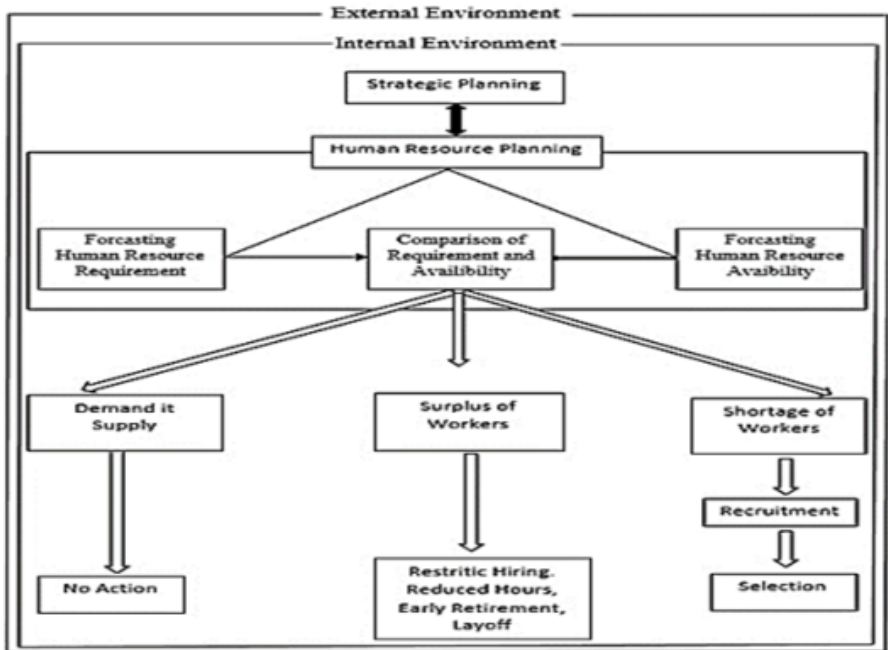 External Environment
Internal Environment
Strategic Planning
Human Resource Planning
Forcasting
Human Resource
Requirement
Comparison of
Requirement and
Availibility
Forcasting
Human Resource
Avaibility
Demand it
Supply
Surplus of
Workers
Shortage of
Workers
Recruitment
No Action
Restritic Hiring.
Reduced Hours,
Early Retirement,
Layoff
Selection